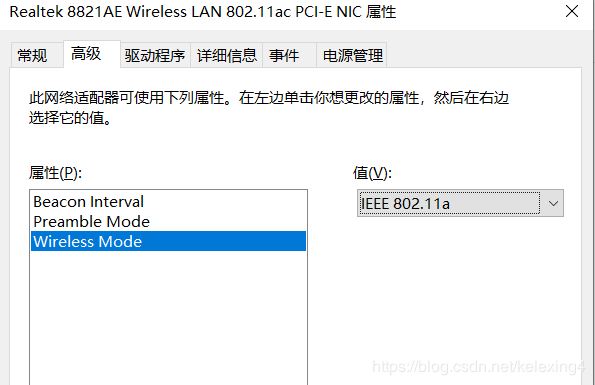 Realtek 8821AE Wireless LAN 802.11ac PCI-E NIC 属性
常规 高级 驱动程序 详细信息 事件 电源管理
此网络适配器可使用下列属性。在左边单击你想更改的属性，然后在右边
选择它的值。
属性(P): 值(V):
Beacon Interval IEEE 802.11a
Preamble Mode
Wireless Mode
https://blog.csdn.net/kelexing4